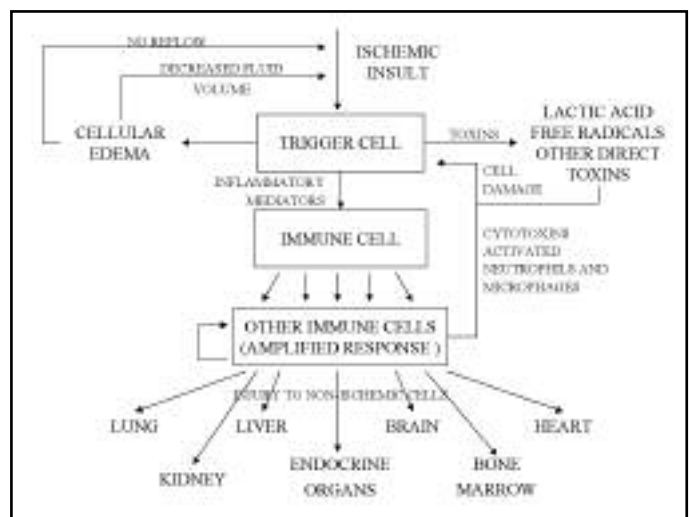 NO REFLOW
ISCHEMIC
INSULT
DECREASED FLUID
VOLUME
CELLULAR
EDEMA
TRIGGER CELL
TOXINS
LACTIC ACID
FREE RADICALS
OTHER DIRECT
TOXINS
CELL
DAMAGE
INFLAMMATORY
MEDIATORS
IMMUNE CELL
CYTOTOXINS
ACTIVATED
NEUTROPHILS AND
MICROPHAGES
OTHER IMMUNE CELLS
(AMPLIFIED RESPONSE )
INJURY TO NON-ISCHEMIC CELLS
LUNG
LIVER
BRAIN
HEART
KIDNEY
ENDOCRINE
ORGANS
BONE
MARROW